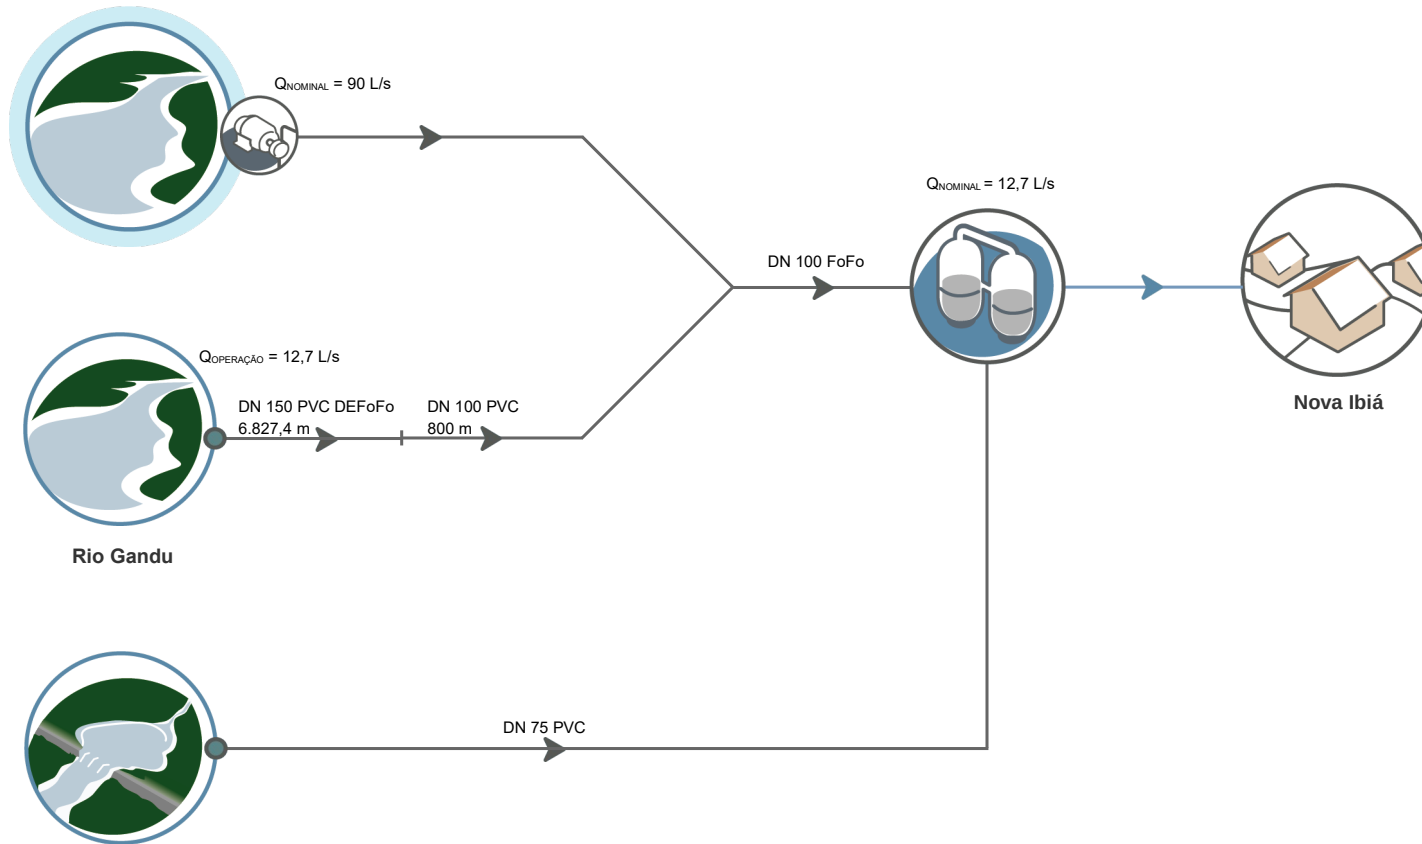 QNOMINAL = 90 L/s
QNOMINAL = 12,7 L/s
DN 100 FoFo
QOPERAÇÃO = 12,7 L/s
DN 150 PVC DEFoFo
6.827,4 m
DN 100 PVC
800 m
Nova Ibiá
Rio Gandu
DN 75 PVC